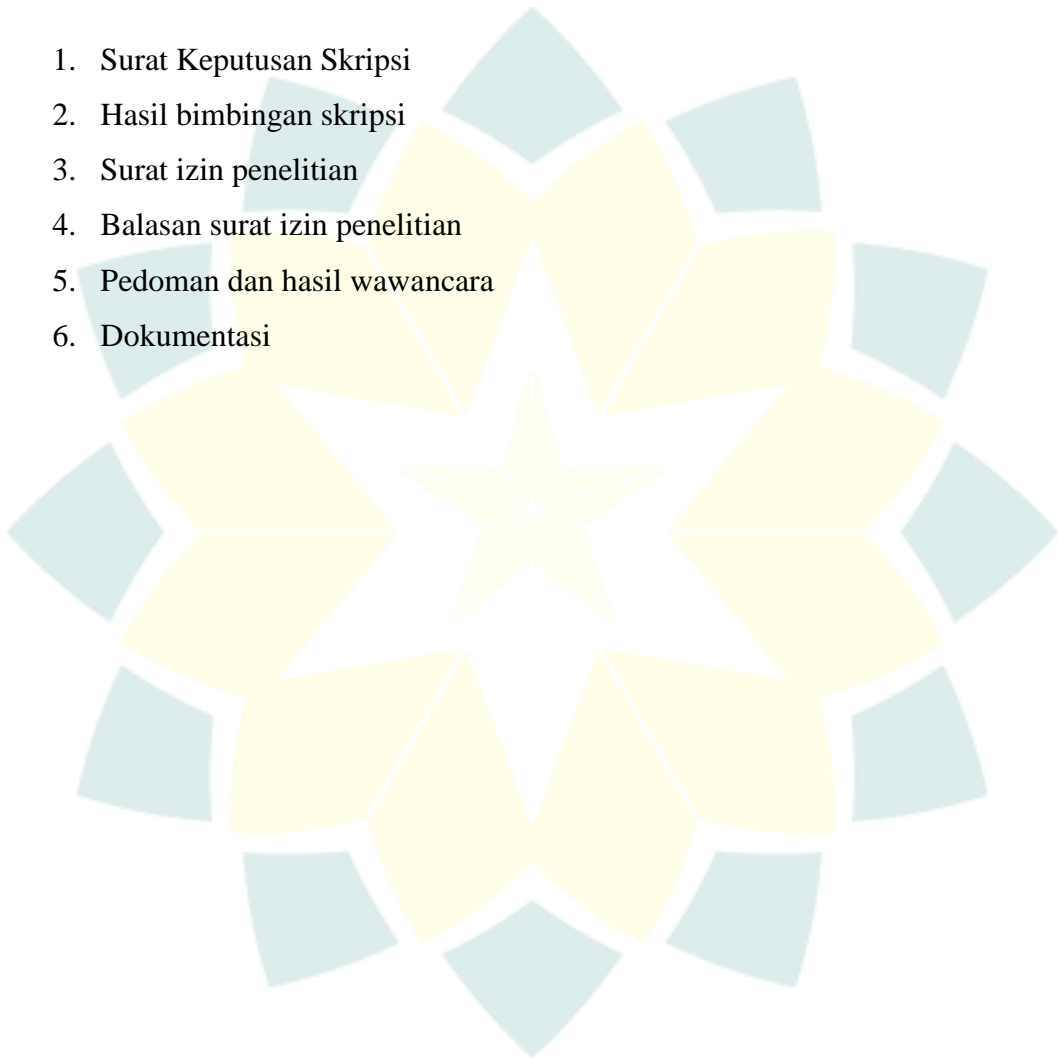 1. Surat Keputusan Skripsi
2. Hasil bimbingan skripsi
3. Surat izin penelitian
4. Balasan surat izin penelitian
5. Pedoman dan hasil wawancara
6. Dokumentasi